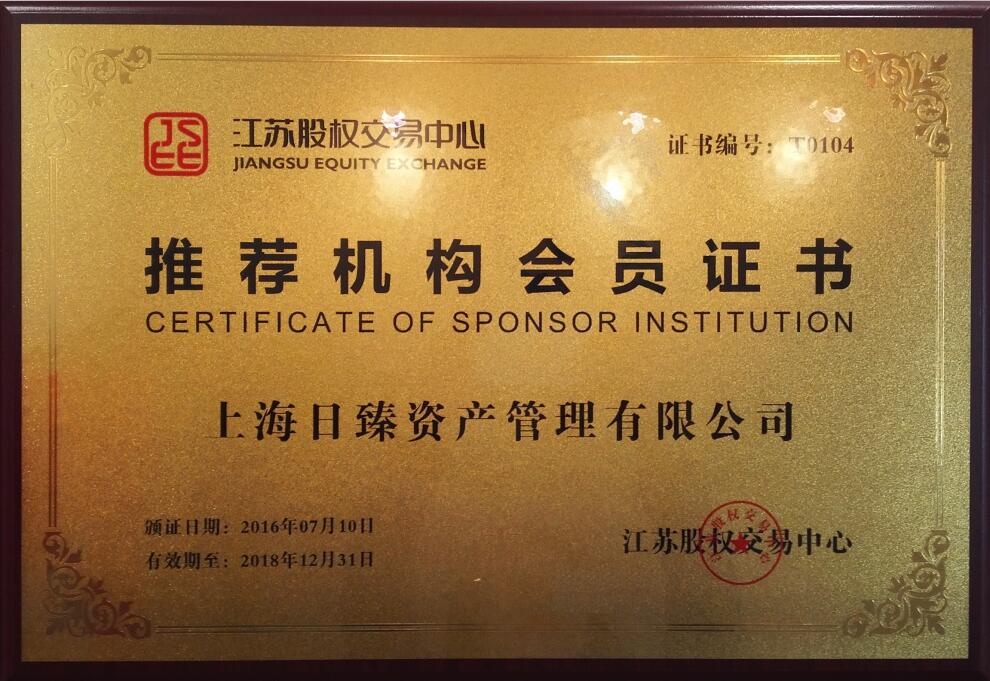 JSEE
江苏股权交易中心
JIANGSU EQUITY EXCHANGE
证书编号：T0104
推荐机构会员证书
CERTIFICATE OF SPONSOR INSTITUTION
上海日臻资产管理有限公司
颁证日期：2016年07月10日
有效期至：2018年12月31日
江苏股权交易中心